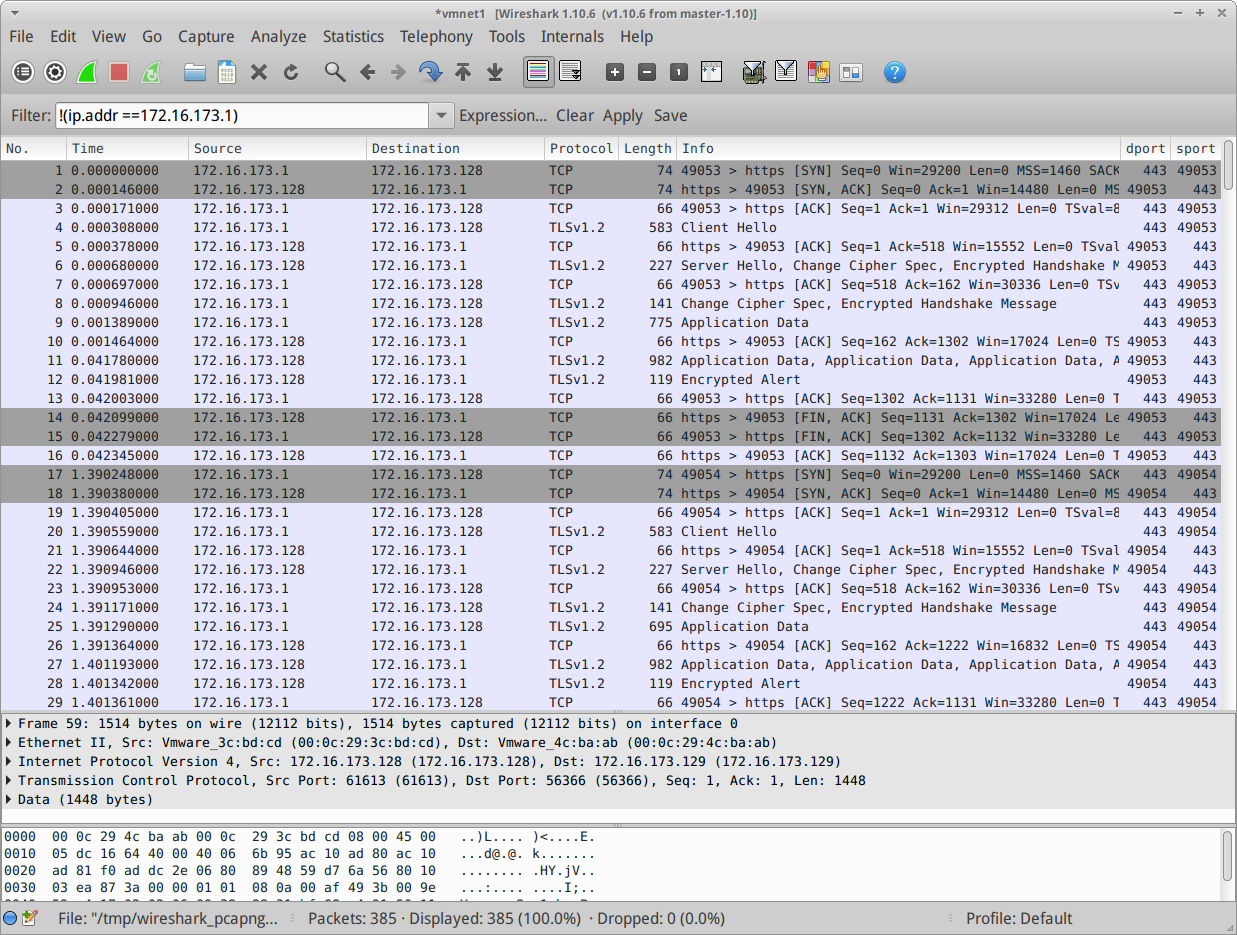 *vmnet1 [Wireshark 1.10.6 (v1.10.6 from master-1.10)]
File Edit View Go Capture Analyze Statistics Telephony Tools Internals Help
Filter: !(ip.addr ==172.16.173.1) Expression... Clear Apply Save
No. Time Source Destination Protocol Length Info dport sport
1 0.000000000 172.16.173.1 172.16.173.128 TCP 74 49053 > https [SYN] Seq=0 Win=29200 Len=0 MSS=1460 SACK 443 49053
2 0.000146000 172.16.173.128 172.16.173.1 TCP 74 https > 49053 [SYN, ACK] Seq=0 Ack=1 Win=14480 Len=0 MS 49053 443
3 0.000171000 172.16.173.1 172.16.173.128 TCP 66 49053 > https [ACK] Seq=1 Ack=1 Win=29312 Len=0 TSval=8 443 49053
4 0.000308000 172.16.173.1 172.16.173.128 TLSv1.2 583 Client Hello 443 49053
5 0.000378000 172.16.173.128 172.16.173.1 TCP 66 https > 49053 [ACK] Seq=1 Ack=518 Win=15552 Len=0 TSval 49053 443
6 0.000680000 172.16.173.128 172.16.173.1 TLSv1.2 227 Server Hello, Change Cipher Spec, Encrypted Handshake M 49053 443
7 0.000697000 172.16.173.1 172.16.173.128 TCP 66 49053 > https [ACK] Seq=518 Ack=162 Win=30336 Len=0 TSv 443 49053
8 0.000946000 172.16.173.1 172.16.173.128 TLSv1.2 141 Change Cipher Spec, Encrypted Handshake Message 443 49053
9 0.001389000 172.16.173.1 172.16.173.128 TLSv1.2 775 Application Data 443 49053
10 0.001464000 172.16.173.128 172.16.173.1 TCP 66 https > 49053 [ACK] Seq=162 Ack=1302 Win=17024 Len=0 TS 49053 443
11 0.041780000 172.16.173.128 172.16.173.1 TLSv1.2 982 Application Data, Application Data, Application Data, A 49053 443
12 0.041981000 172.16.173.128 172.16.173.1 TLSv1.2 119 Encrypted Alert 49053 443
13 0.042003000 172.16.173.1 172.16.173.128 TCP 66 49053 > https [ACK] Seq=1302 Ack=1131 Win=33280 Len=0 T 443 49053
14 0.042099000 172.16.173.128 172.16.173.1 TCP 66 https > 49053 [FIN, ACK] Seq=1131 Ack=1302 Win=17024 Le 49053 443
15 0.042279000 172.16.173.1 172.16.173.128 TCP 66 49053 > https [FIN, ACK] Seq=1302 Ack=1132 Win=33280 Le 443 49053
16 0.042345000 172.16.173.128 172.16.173.1 TCP 66 https > 49053 [ACK] Seq=1132 Ack=1303 Win=17024 Len=0 T 49053 443
17 1.390248000 172.16.173.1 172.16.173.128 TCP 74 49054 > https [SYN] Seq=0 Win=29200 Len=0 MSS=1460 SACK 443 49054
18 1.390380000 172.16.173.128 172.16.173.1 TCP 74 https > 49054 [SYN, ACK] Seq=0 Ack=1 Win=14480 Len=0 MS 49054 443
19 1.390405000 172.16.173.1 172.16.173.128 TCP 66 49054 > https [ACK] Seq=1 Ack=1 Win=29312 Len=0 TSval=8 443 49054
20 1.390559000 172.16.173.1 172.16.173.128 TLSv1.2 583 Client Hello 443 49054
21 1.390644000 172.16.173.128 172.16.173.1 TCP 66 https > 49054 [ACK] Seq=1 Ack=518 Win=15552 Len=0 TSval 49054 443
22 1.390946000 172.16.173.128 172.16.173.1 TLSv1.2 227 Server Hello, Change Cipher Spec, Encrypted Handshake M 49054 443
23 1.390953000 172.16.173.1 172.16.173.128 TCP 66 49054 > https [ACK] Seq=518 Ack=162 Win=30336 Len=0 TSv 443 49054
24 1.391171000 172.16.173.1 172.16.173.128 TLSv1.2 141 Change Cipher Spec, Encrypted Handshake Message 443 49054
25 1.391290000 172.16.173.1 172.16.173.128 TLSv1.2 695 Application Data 443 49054
26 1.391364000 172.16.173.128 172.16.173.1 TCP 66 https > 49054 [ACK] Seq=162 Ack=1222 Win=16832 Len=0 TS 49054 443
27 1.401193000 172.16.173.128 172.16.173.1 TLSv1.2 982 Application Data, Application Data, Application Data, A 49054 443
28 1.401342000 172.16.173.128 172.16.173.1 TLSv1.2 119 Encrypted Alert 49054 443
29 1.401361000 172.16.173.1 172.16.173.128 TCP 66 49054 > https [ACK] Seq=1222 Ack=1131 Win=33280 Len=0 T 443 49054
Frame 59: 1514 bytes on wire (12112 bits), 1514 bytes captured (12112 bits) on interface 0
Ethernet II, Src: Vmware_3c:bd:cd (00:0c:29:3c:bd:cd), Dst: Vmware_4c:ba:ab (00:0c:29:4c:ba:ab)
Internet Protocol Version 4, Src: 172.16.173.128 (172.16.173.128), Dst: 172.16.173.129 (172.16.173.129)
Transmission Control Protocol, Src Port: 61613 (61613), Dst Port: 56366 (56366), Seq: 1, Ack: 1, Len: 1448
Data (1448 bytes)
0000 00 0c 29 4c ba ab 00 0c 29 3c bd cd 08 00 45 00 ..)L.... )<....E.
0010 05 dc 16 64 40 00 40 06 6b 95 ac 10 ad 80 ac 10 ...d@.@. k.......
0020 ad 81 f0 ad dc 2e 06 80 89 48 59 d7 6a 56 80 10 ........ .HY.jV..
0030 03 ea 87 3a 00 00 01 01 08 0a 00 af 49 3b 00 9e ...:.... ....I;..
File: "/tmp/wireshark_pcapng... Packets: 385 · Displayed: 385 (100.0%) · Dropped: 0 (0.0%) Profile: Default